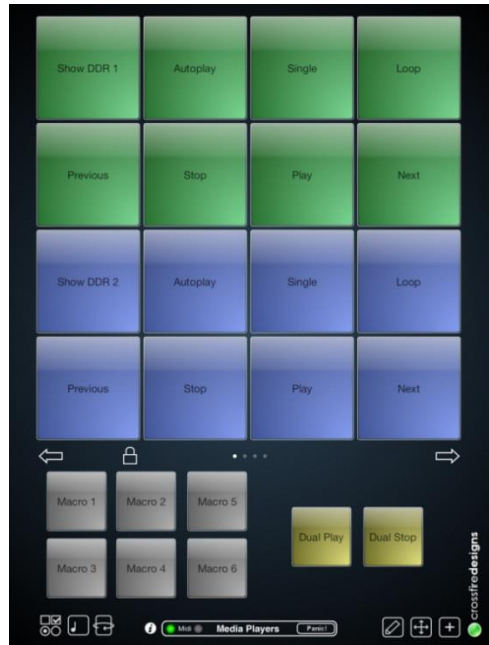 Show DDR 1 Autoplay Single Loop
Previous Stop Play Next
Show DDR 2 Autoplay Single Loop
Previous Stop Play Next
Macro 1 Macro 2 Macro 5
Dual Play Dual Stop
Macro 3 Macro 4 Macro 6
i Midi Media Players Panic!
crossfiredesigns